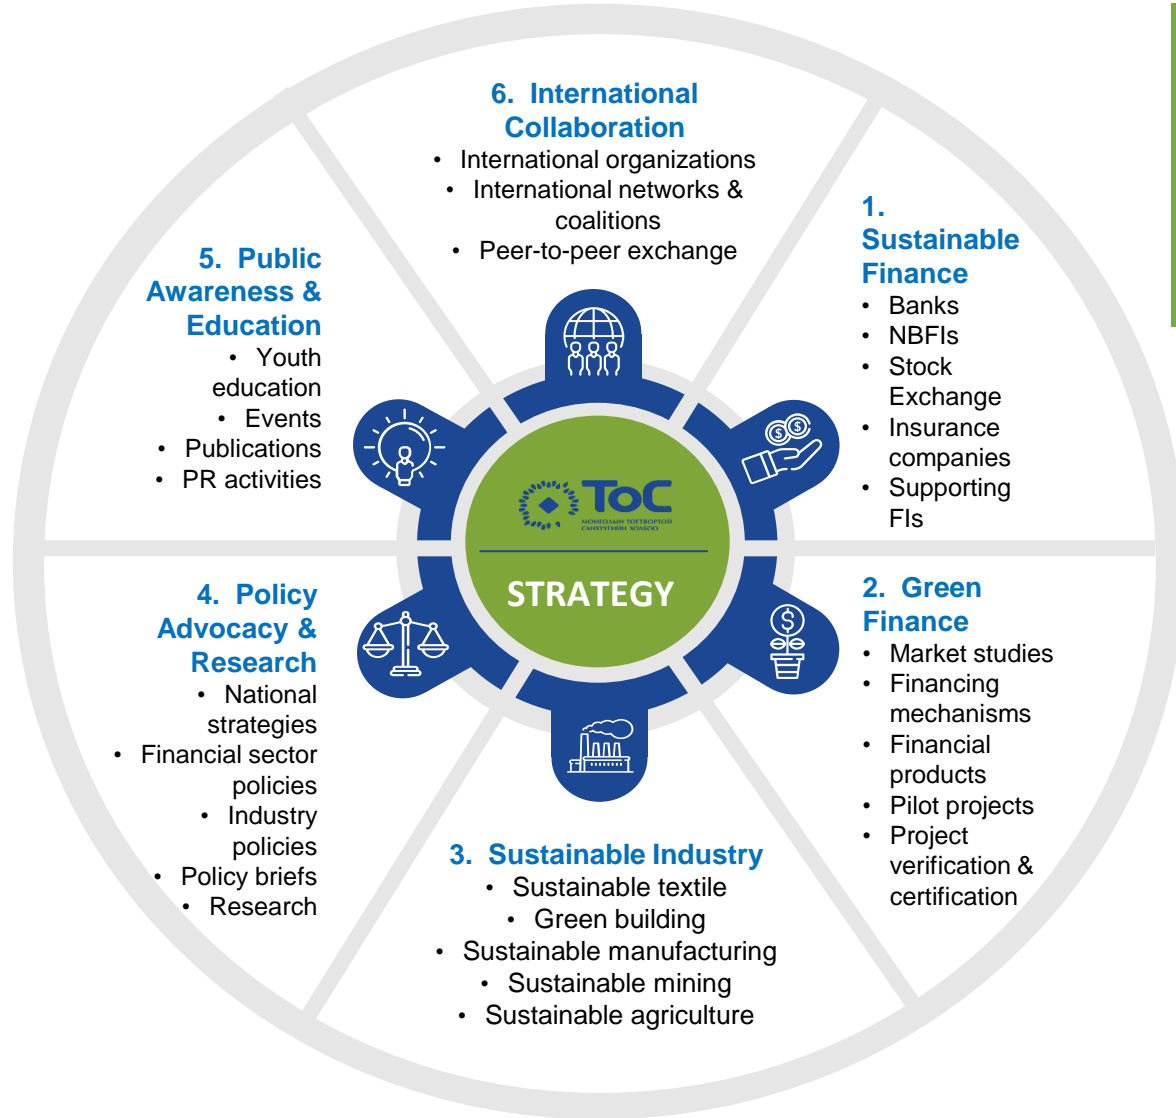 6. International
Collaboration
• International organizations
• International networks &
coalitions
• Peer-to-peer exchange
1.
Sustainable
Finance
• Banks
• NBFIs
• Stock
Exchange
• Insurance
companies
• Supporting
FIs
2. Green
Finance
• Market studies
• Financing
mechanisms
• Financial
products
• Pilot projects
• Project
verification &
certification
3. Sustainable Industry
• Sustainable textile
• Green building
• Sustainable manufacturing
• Sustainable mining
• Sustainable agriculture
4. Policy
Advocacy &
Research
• National
strategies
• Financial sector
policies
• Industry
policies
• Policy briefs
• Research
5. Public
Awareness &
Education
• Youth
education
• Events
• Publications
• PR activities
ToC
МОНГОЛЫН ТОГТВОРТОЙ
САНХҮҮГИЙН ХОЛБОО
STRATEGY